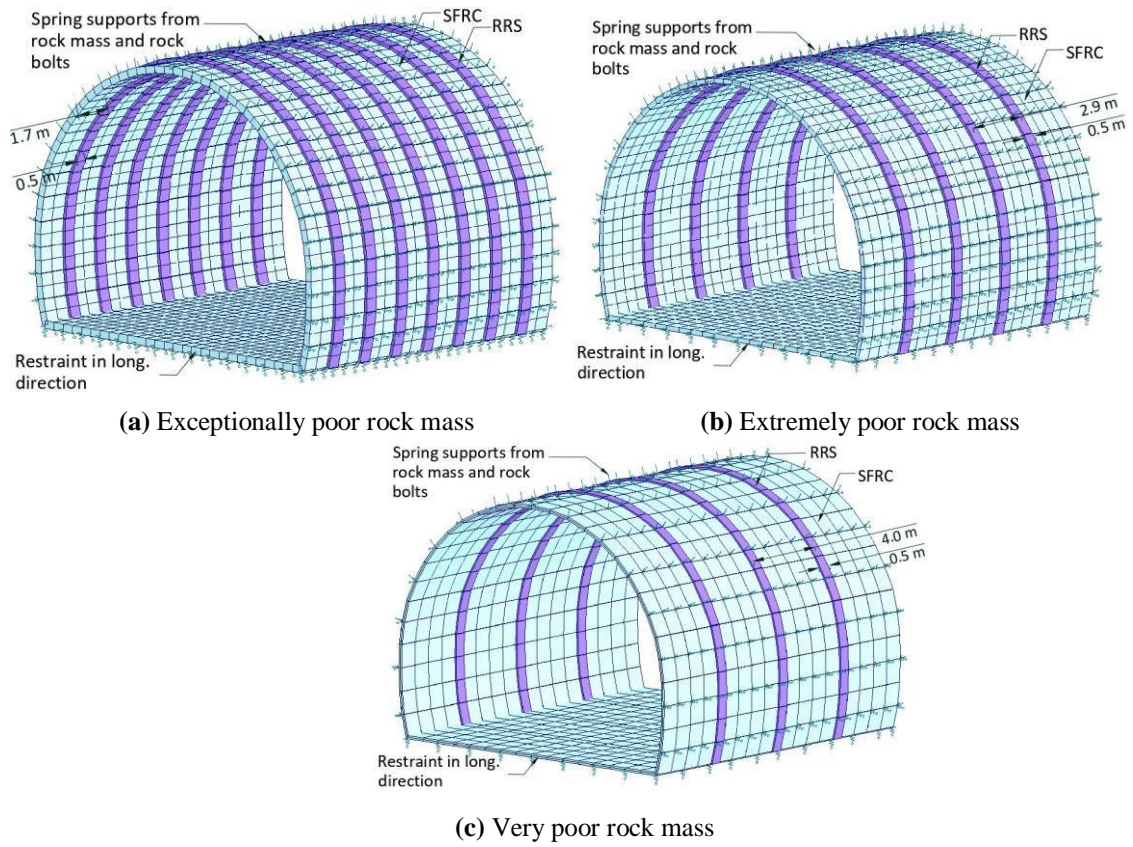 Spring supports from
rock mass and rock
bolts
SFRC
RRS
1.7 m
0.5 m
Restraint in long.
direction
(a) Exceptionally poor rock mass
Spring supports from
rock mass and rock
bolts
RRS
SFRC
2.9 m
0.5 m
Restraint in long.
direction
(b) Extremely poor rock mass
Spring supports from
rock mass and rock
bolts
RRS
SFRC
4.0 m
0.5 m
Restraint in long.
direction
(c) Very poor rock mass